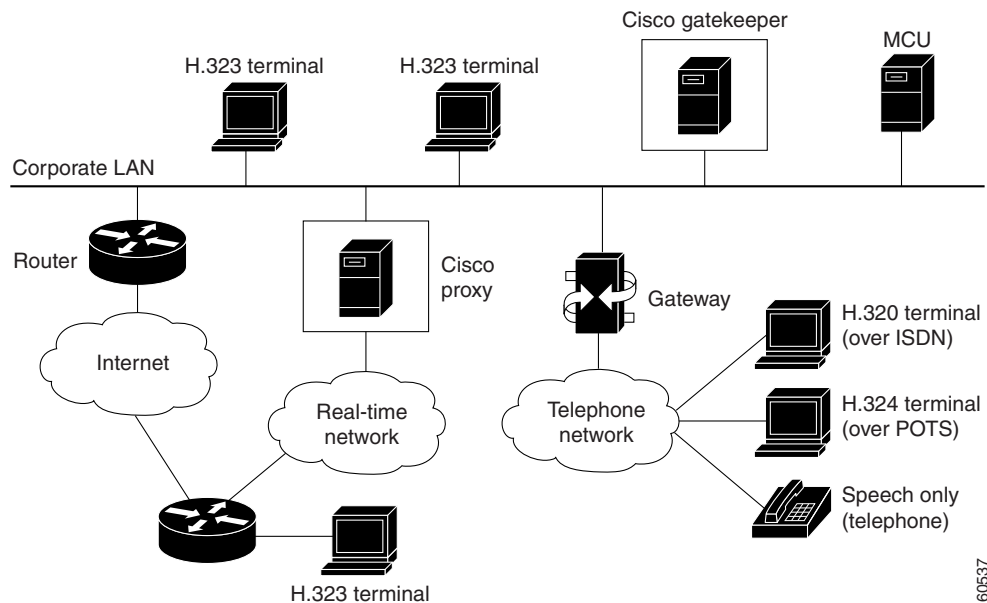 Cisco gatekeeper
MCU
H.323 terminal
H.323 terminal
Corporate LAN
Router
Cisco
proxy
Gateway
H.320 terminal
(over ISDN)
Internet
Real-time
network
Telephone
network
H.324 terminal
(over POTS)
Speech only
(telephone)
H.323 terminal
60537